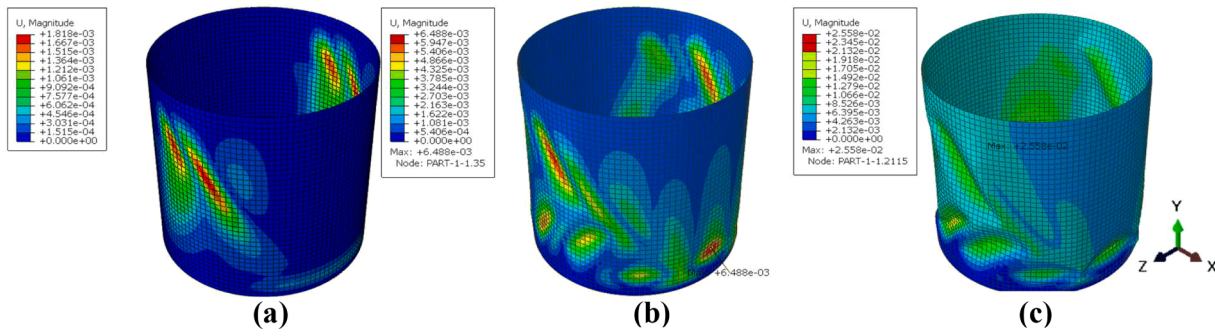 U, Magnitude
+1.818e-03
+1.667e-03
+1.515e-03
+1.364e-03
+1.212e-03
+1.061e-03
+9.092e-04
+7.577e-04
+6.062e-04
+4.546e-04
+3.031e-04
+1.515e-04
+0.000e+00
(a)
U, Magnitude
+6.488e-03
+5.947e-03
+5.406e-03
+4.866e-03
+4.325e-03
+3.785e-03
+3.244e-03
+2.703e-03
+2.163e-03
+1.622e-03
+1.081e-03
+5.406e-04
+0.000e+00
Max: +6.488e-03
Node: PART-1-1.35
Max: +6.488e-03
(b)
U, Magnitude
+2.558e-02
+2.345e-02
+2.132e-02
+1.918e-02
+1.705e-02
+1.492e-02
+1.279e-02
+1.066e-02
+8.526e-03
+6.395e-03
+4.263e-03
+2.132e-03
+0.000e+00
Max: +2.558e-02
Node: PART-1-1.2115
Max: +2.558e-02
Y
Z
X
(c)